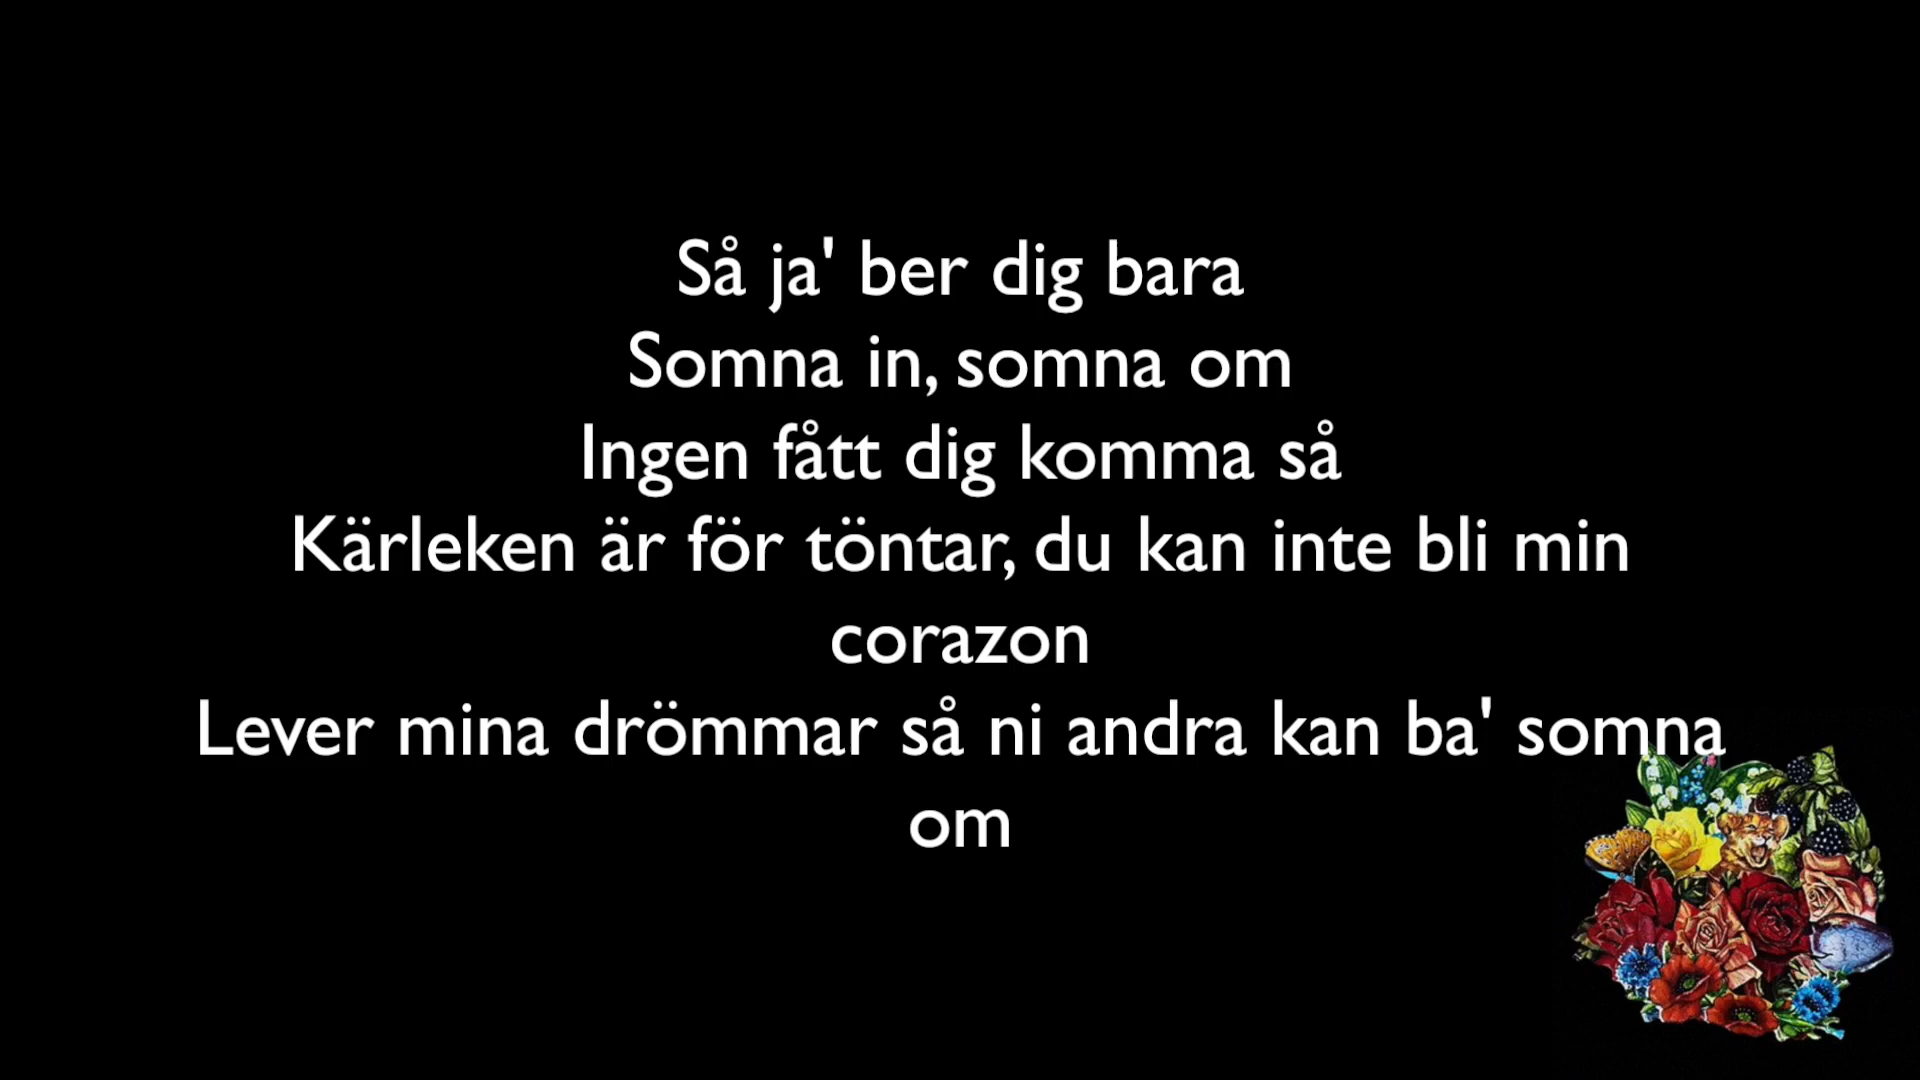 Så ja' ber dig bara
Somna in, somna om
Ingen fått dig komma så
Kärleken är för töntar, du kan inte bli min
corazon
Lever mina drömmar så ni andra kan ba' somna
om